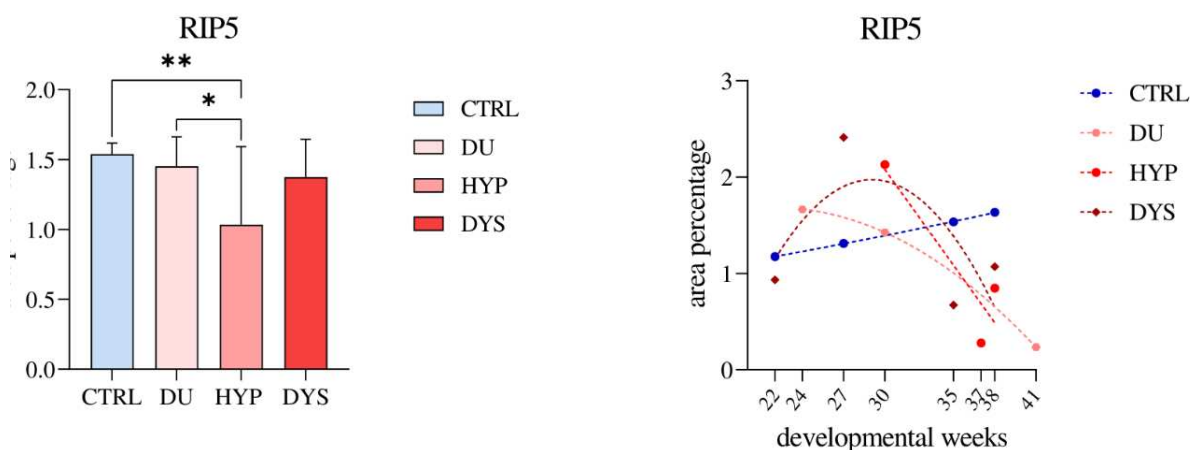 RIP5
**
*
2.0
1.5
1.0
0.5
0.0
CTRL DU HYP DYS
CTRL
DU
HYP
DYS
RIP5
area percentage
3
2
1
0
22 24 27 30 35 37 38 41
developmental weeks
CTRL
DU
HYP
DYS